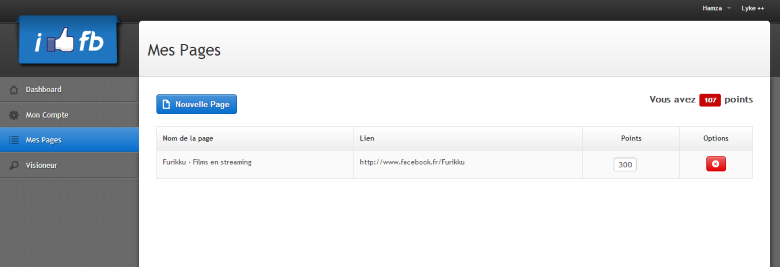 Hamza Lyke ++
i fb
Mes Pages
Dashboard
Mon Compte
Mes Pages
Visioneur
Nouvelle Page
Vous avez 107 points
Nom de la page Lien Points Options
Furikku - Films en streaming http://www.facebook.fr/Furikku 300